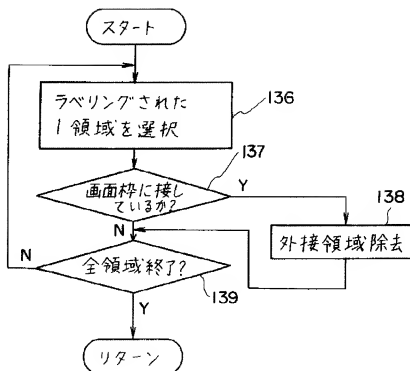 スタート
ラベリングされた
1領域を選択
136
137
画面枠に接し
ているか?
Y
138
N
外接領域除去
N
全領域終了?
139
Y
リターン